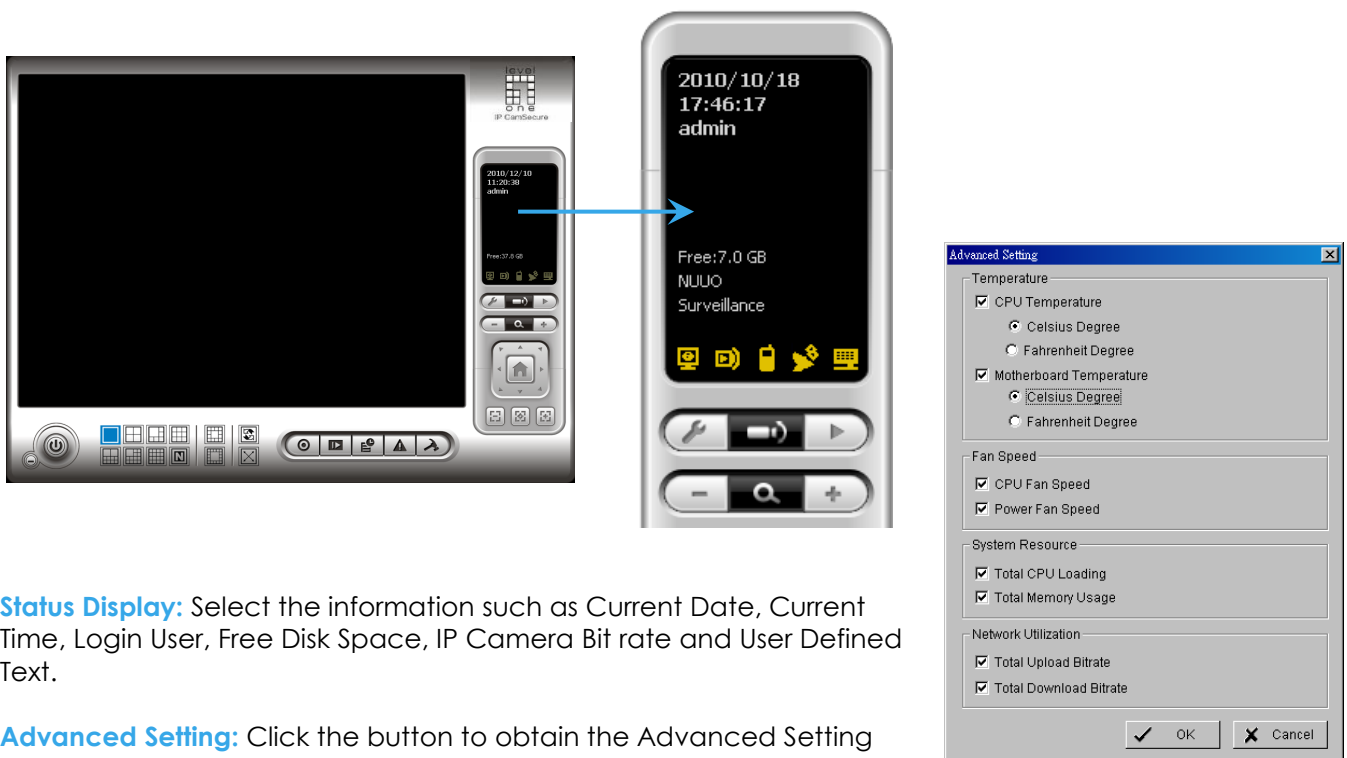 level
one
IP CamSecure
2010/12/10
11:20:38
admin
Free:37.8 GB
N
2010/10/18
17:46:17
admin
Free:7.0 GB
NUUO
Surveillance
Advanced Setting
Temperature
CPU Temperature
Celsius Degree
Fahrenheit Degree
Motherboard Temperature
Celsius Degree
Fahrenheit Degree
Fan Speed
CPU Fan Speed
Power Fan Speed
System Resource
Total CPU Loading
Total Memory Usage
Network Utilization
Total Upload Bitrate
Total Download Bitrate
OK
Cancel
Status Display: Select the information such as Current Date, Current
Time, Login User, Free Disk Space, IP Camera Bit rate and User Defined
Text.
Advanced Setting: Click the button to obtain the Advanced Setting